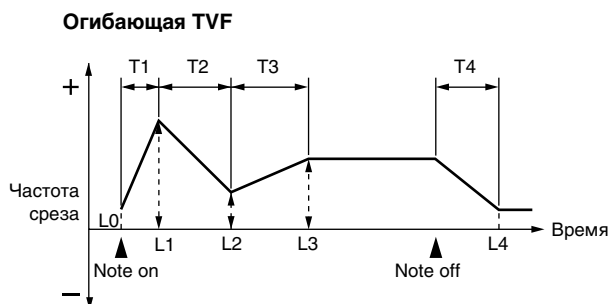 Огибающая TVF
T1 T2 T3 T4
+
Частота
среза
L0
Время
L1 L2 L3 L4
Note on Note off
−